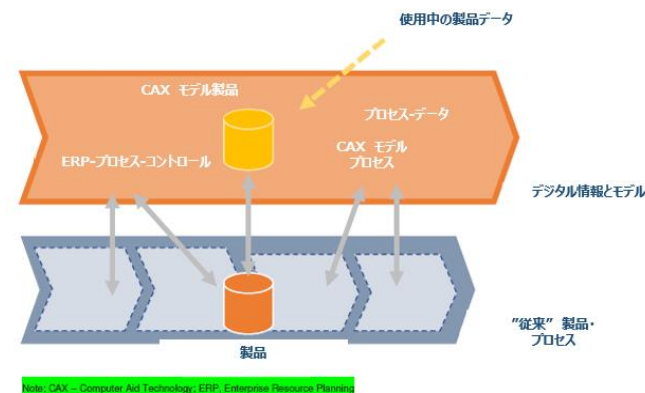 使用中の製品データ
CAX モデル製品
プロセス-データ
CAX モデル
プロセス
ERP-プロセス-コントロール
デジタル情報とモデル
"従来" 製品・
プロセス
製品
Note: CAX – Computer Aid Technology; ERP, Enterprise Resource Planning